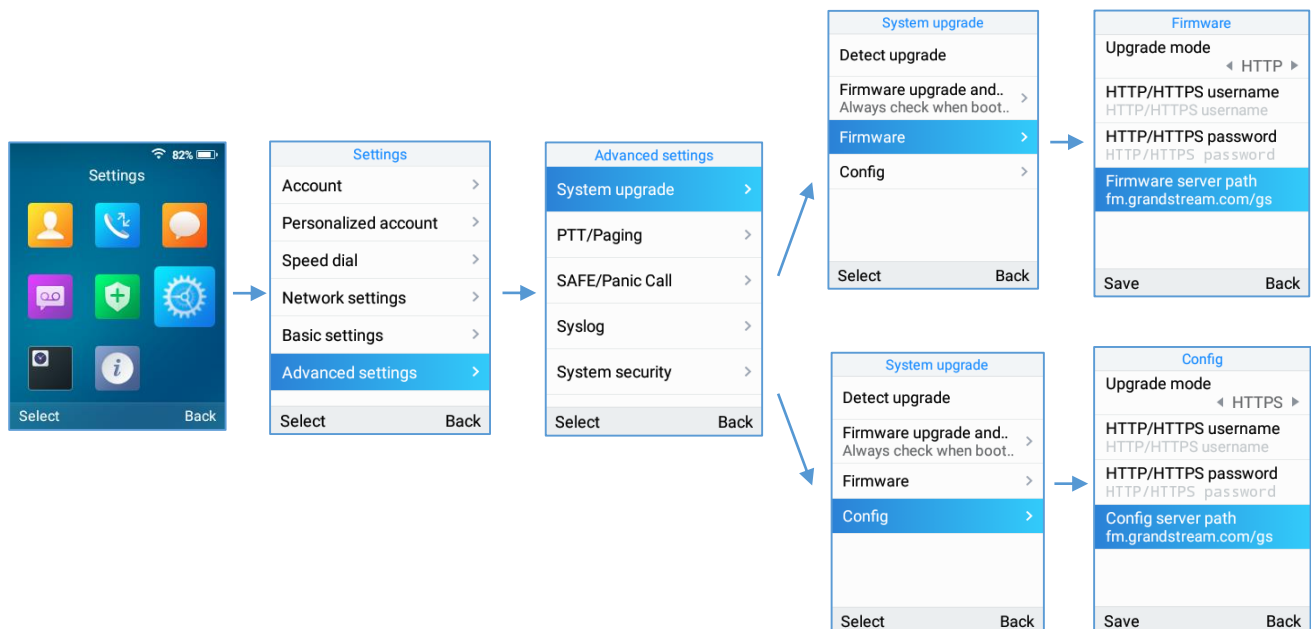 82%
Settings
Select Back
Settings
Account
Personalized account
Speed dial
Network settings
Basic settings
Advanced settings
Select Back
Advanced settings
System upgrade
PTT/Paging
SAFE/Panic Call
Syslog
System security
Select Back
System upgrade
Detect upgrade
Firmware upgrade and..
Always check when boot..
Firmware
Config
Select Back
Firmware
Upgrade mode
HTTP
HTTP/HTTPS username
HTTP/HTTPS username
HTTP/HTTPS password
HTTP/HTTPS password
Firmware server path
fm.grandstream.com/gs
Save Back
System upgrade
Detect upgrade
Firmware upgrade and..
Always check when boot..
Firmware
Config
Select Back
Config
Upgrade mode
HTTPS
HTTP/HTTPS username
HTTP/HTTPS username
HTTP/HTTPS password
HTTP/HTTPS password
Config server path
fm.grandstream.com/gs
Save Back